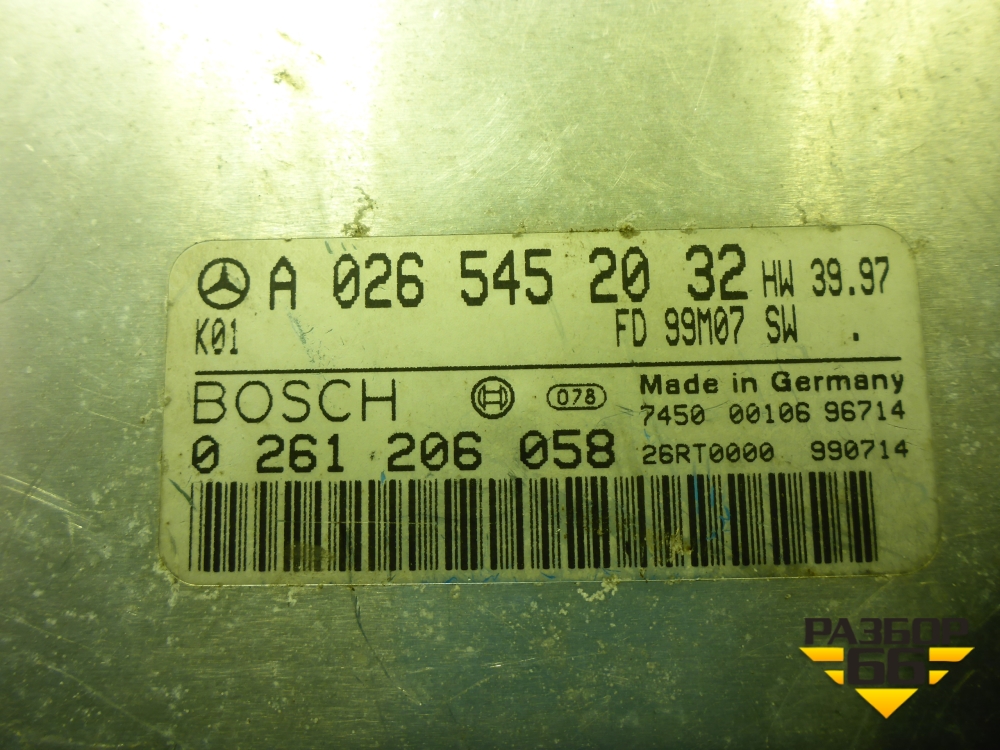 A 026 545 20 32 HW 39.97
K01 FD 99M07 SW .
BOSCH 078 Made in Germany
7450 00106 96714
0 261 206 058 26RT0000 990714
РАЗБОР
66